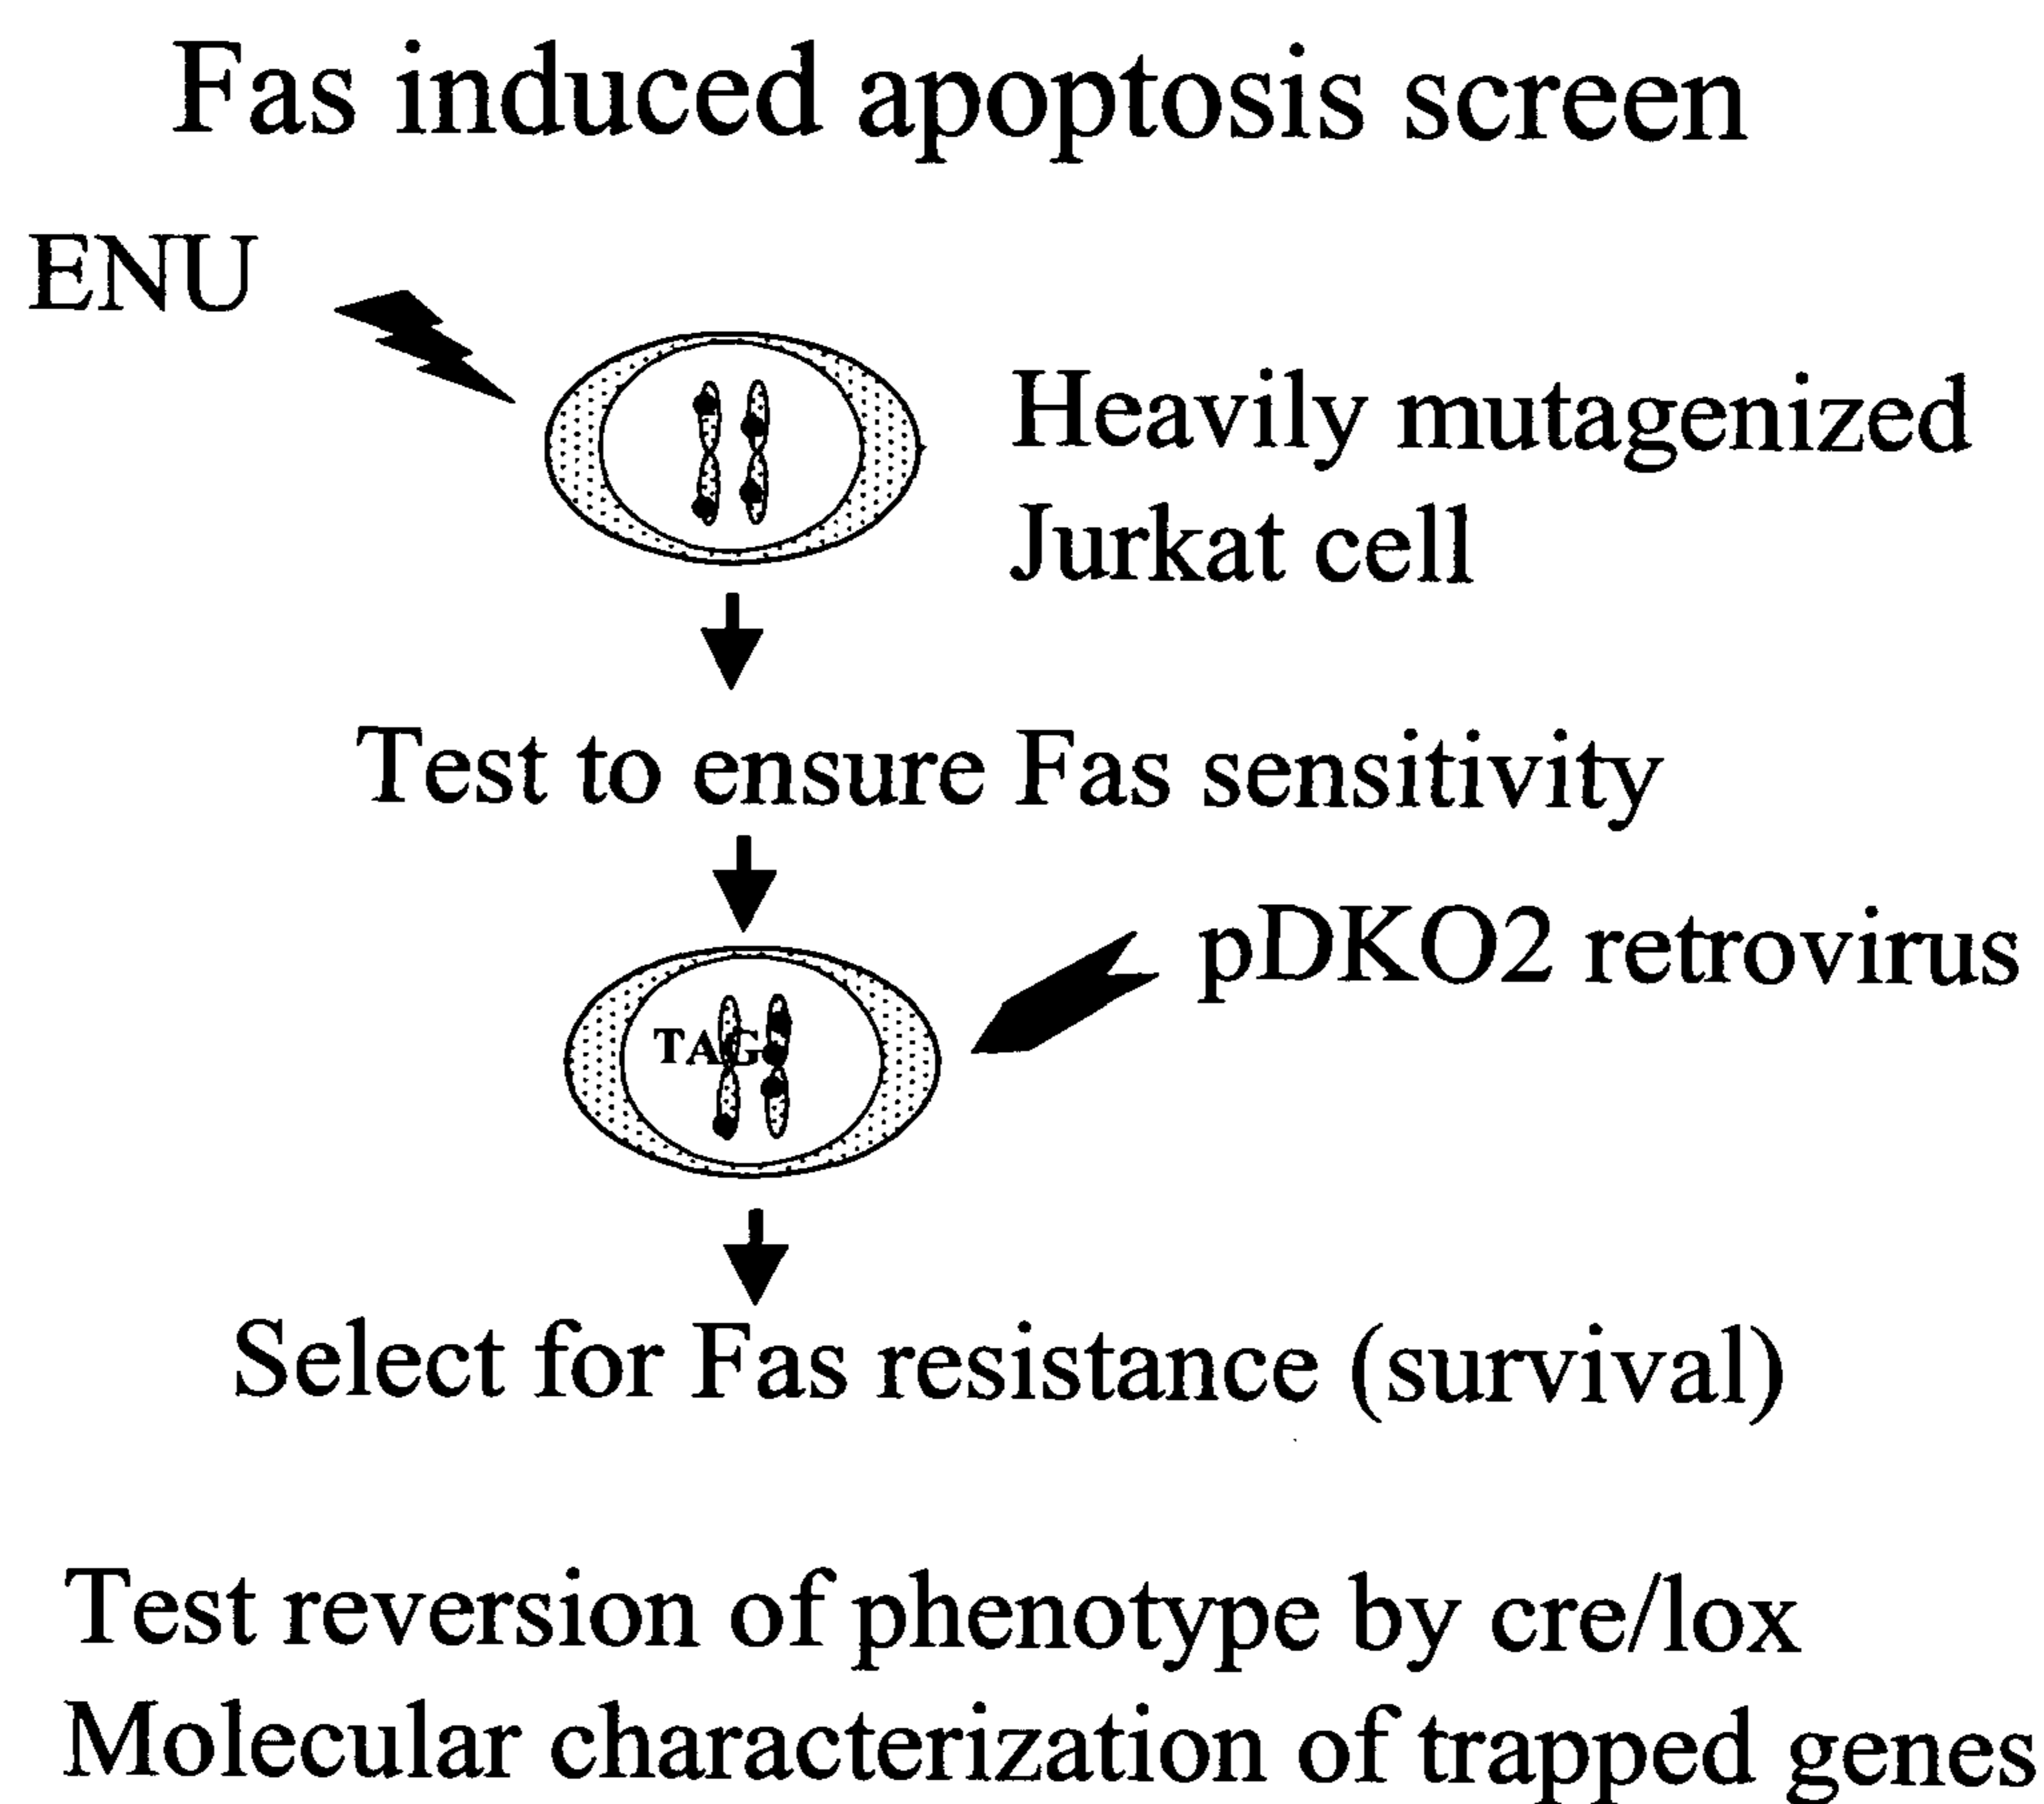 Fas induced apoptosis screen
ENU
Heavily mutagenized
Jurkat cell
Test to ensure Fas sensitivity
pDKO2 retrovirus
TAG
Select for Fas resistance (survival)
Test reversion of phenotype by cre/lox
Molecular characterization of trapped genes